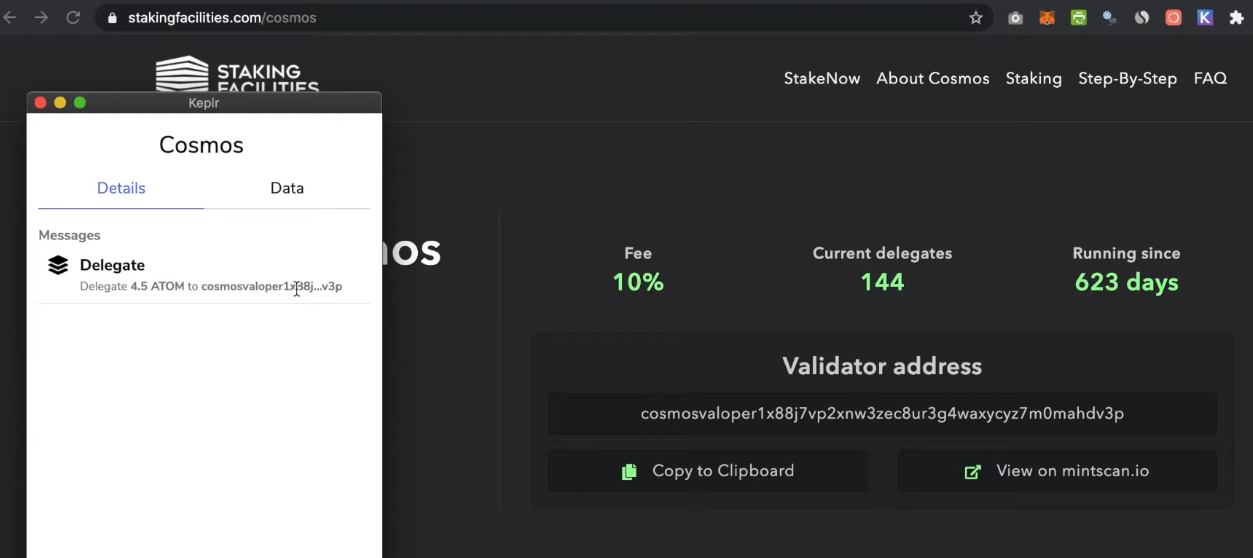 stakingfacilities.com/cosmos
STAKING
FACILITIES
StakeNow About Cosmos Staking Step-By-Step FAQ
Keplr
Cosmos
Details Data
Messages
Delegate
Delegate 4.5 ATOM to cosmosvaloper1x88j...v3p
mos
Fee Current delegates Running since
10% 144 623 days
Validator address
cosmosvaloper1x88j7vp2xnw3zec8ur3g4waxycyz7m0mahdv3p
Copy to Clipboard View on mintscan.io